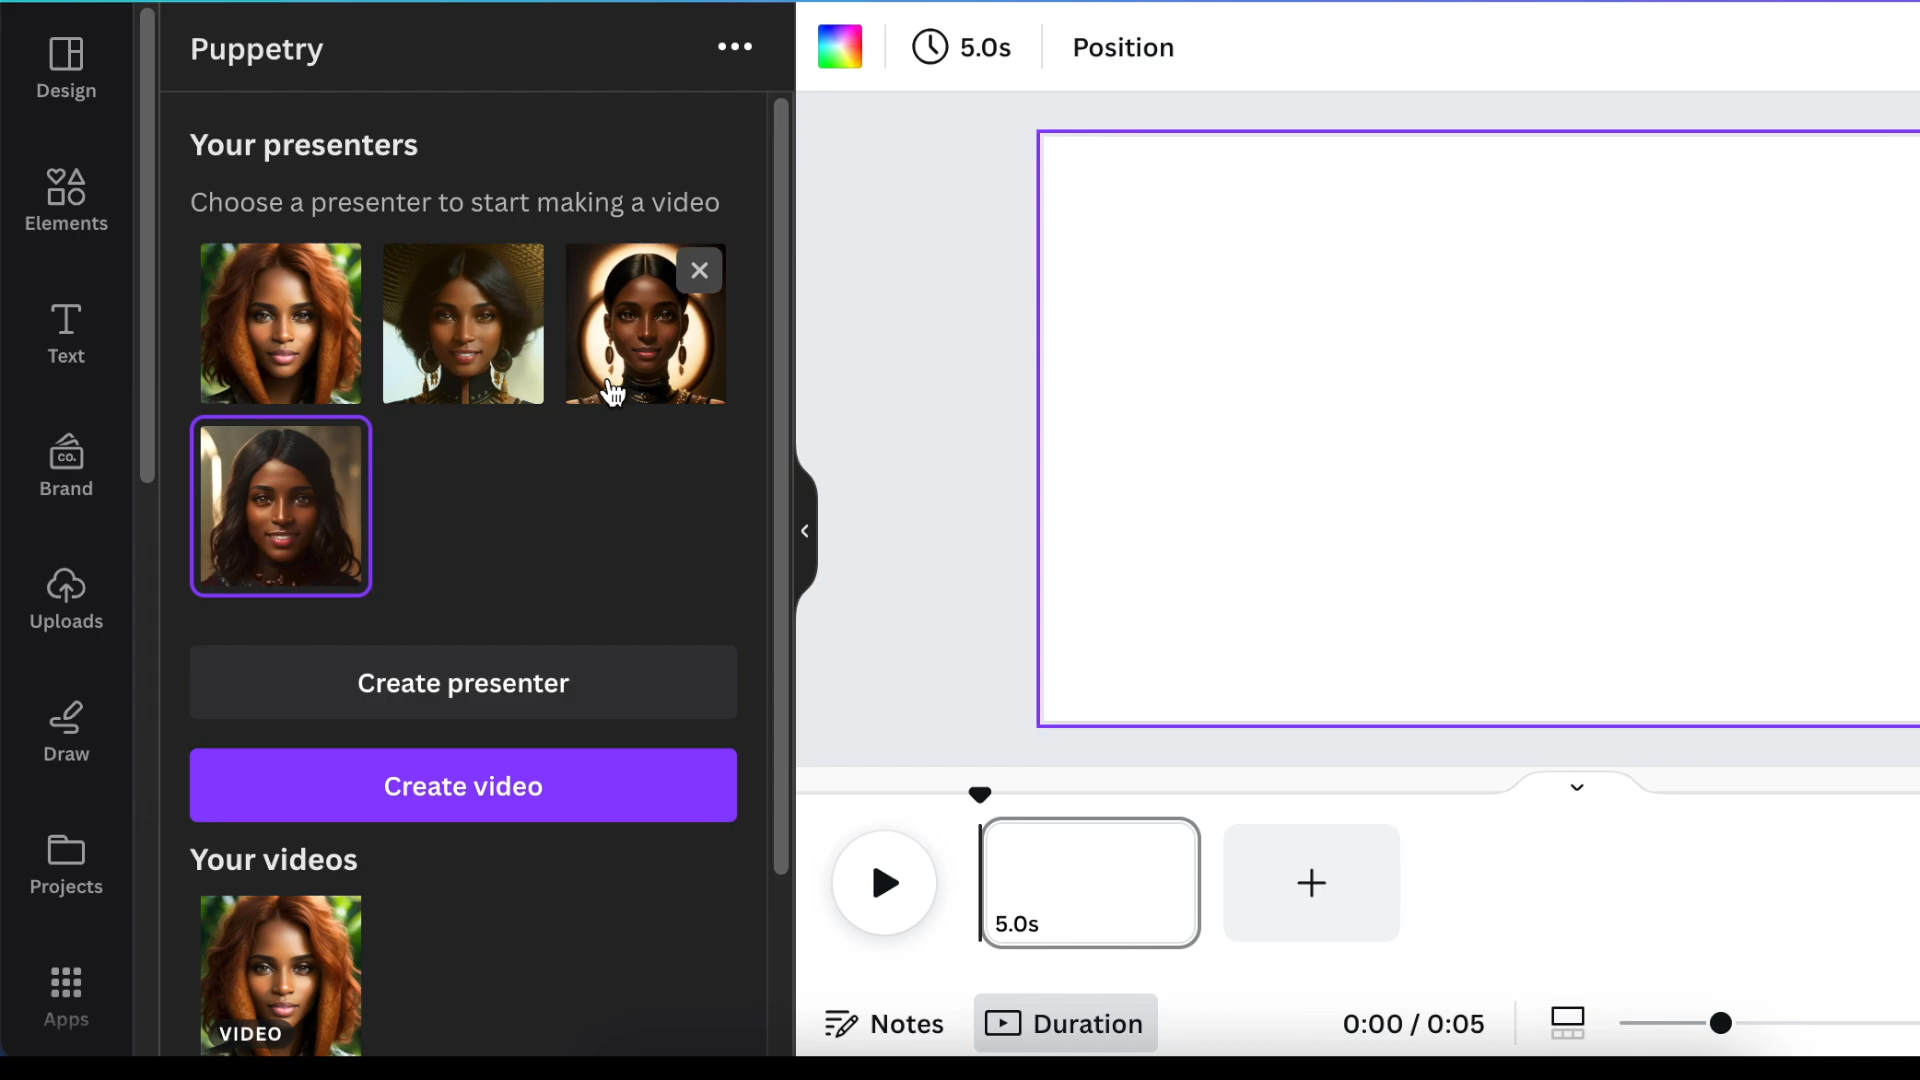 Design
Elements
Text
co.
Brand
Uploads
Draw
Projects
Apps
Puppetry
Your presenters
Choose a presenter to start making a video
Create presenter
Create video
Your videos
VIDEO
5.0s
Position
5.0s
Notes
Duration
0:00 / 0:05